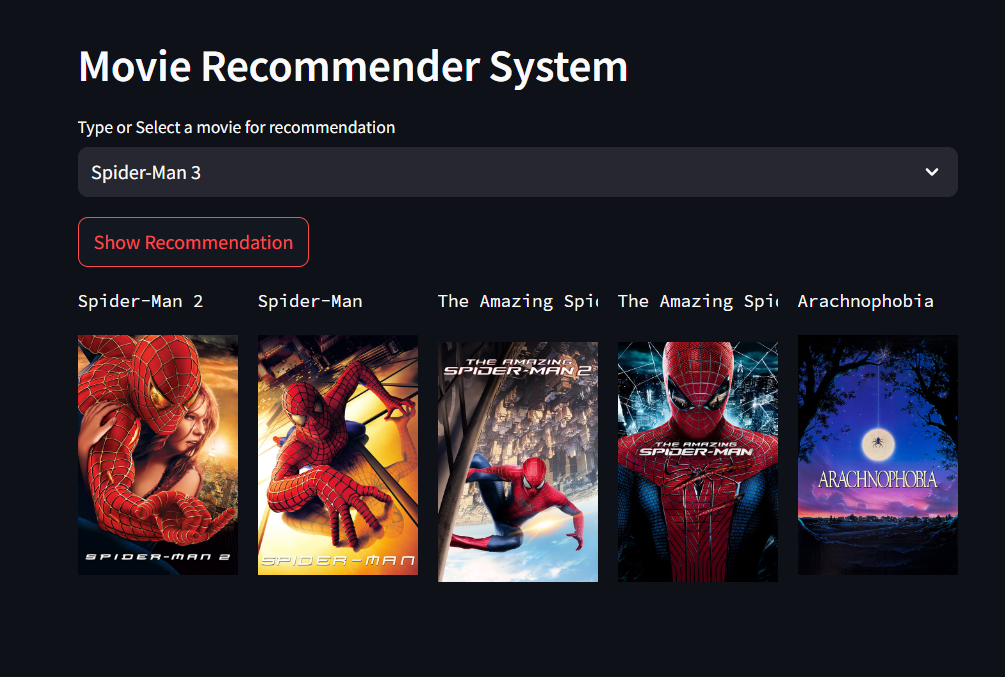 Movie Recommender System
Type or Select a movie for recommendation
Spider-Man 3
Show Recommendation
Spider-Man 2
Spider-Man
The Amazing Spi
The Amazing Spi
Arachnophobia
SPIDER-MAN 2
SPIDER-MAN
THE AMAZING
SPIDER-MAN 2
THE AMAZING
SPIDER-MAN
ARACHNOPHOBIA